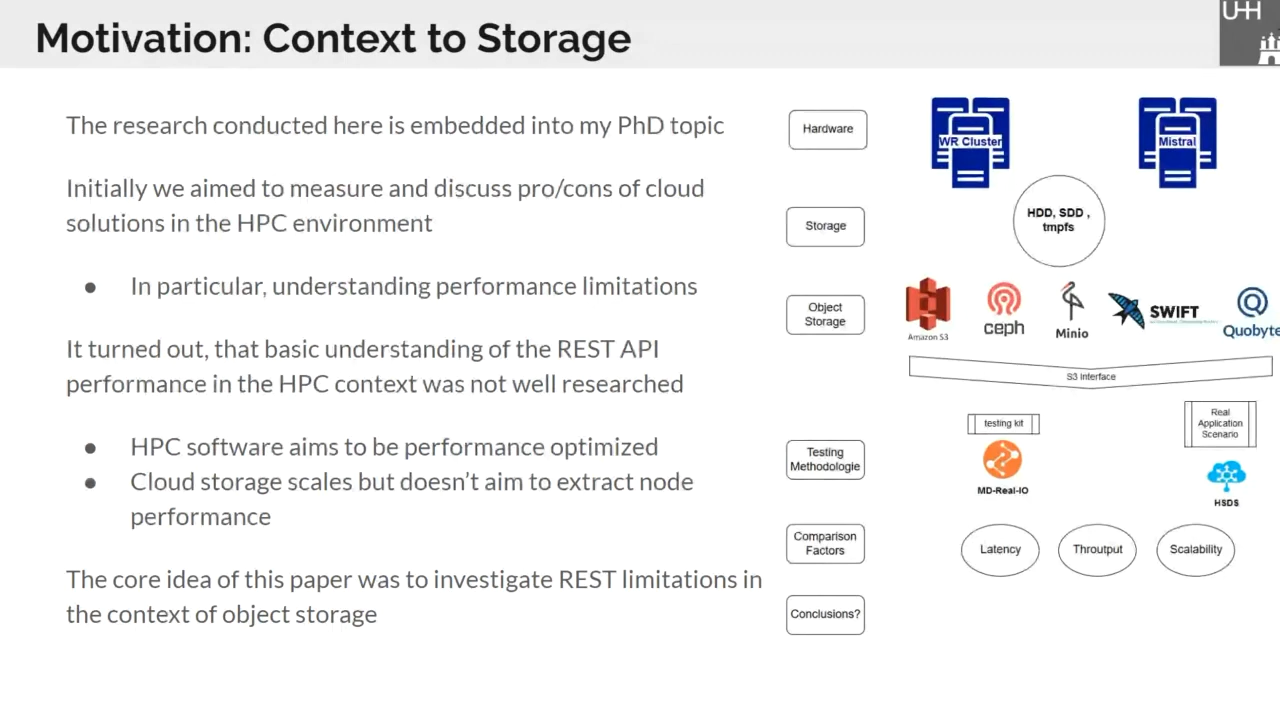 Motivation: Context to Storage
UHH
The research conducted here is embedded into my PhD topic
Initially we aimed to measure and discuss pro/cons of cloud
solutions in the HPC environment
● In particular, understanding performance limitations
It turned out, that basic understanding of the REST API
performance in the HPC context was not well researched
● HPC software aims to be performance optimized
● Cloud storage scales but doesn't aim to extract node
performance
The core idea of this paper was to investigate REST limitations in
the context of object storage
Hardware
WR Cluster
Mistral
Storage
HDD, SDD ,
tmpfs
Object
Storage
Amazon S3
ceph
Minio
SWIFT
Quobyte
S3 Interface
Testing
Methodologie
testing kit
MD-Real-IO
Real
Application
Scenario
HSDS
Comparison
Factors
Latency
Throutput
Scalability
Conclusions?